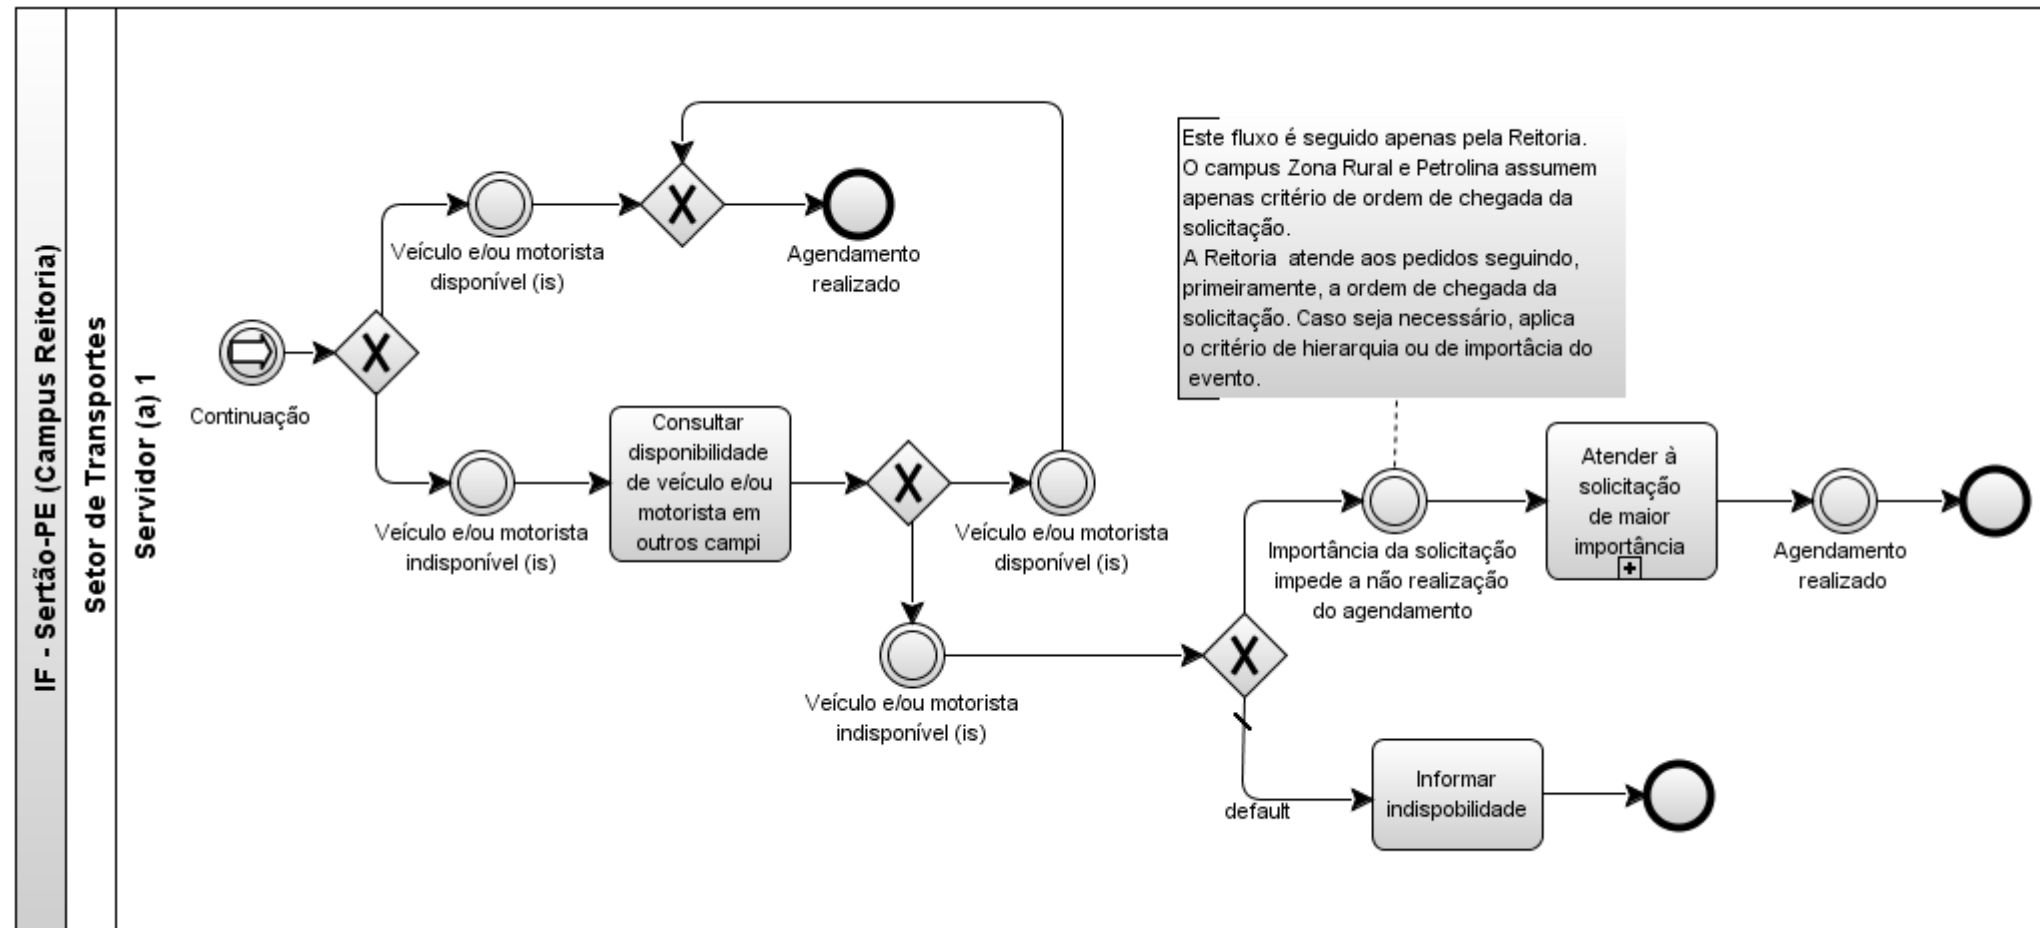 IF - Sertão-PE (Campus Reitoria)
Setor de Transportes
Servidor (a) 1
Continuação
Veículo e/ou motorista
disponível (is)
Agendamento
realizado
Veículo e/ou motorista
indisponível (is)
Consultar
disponibilidade
de veículo e/ou
motorista em
outros campi
Veículo e/ou motorista
disponível (is)
Veículo e/ou motorista
indisponível (is)
Este fluxo é seguido apenas pela Reitoria.
O campus Zona Rural e Petrolina assumem
apenas critério de ordem de chegada da
solicitação.
A Reitoria atende aos pedidos seguindo,
primeiramente, a ordem de chegada da
solicitação. Caso seja necessário, aplica
o critério de hierarquia ou de importâcia do
evento.
Importância da solicitação
impede a não realização
do agendamento
Atender à
solicitação
de maior
importância
Agendamento
realizado
default
Informar
indispobilidade